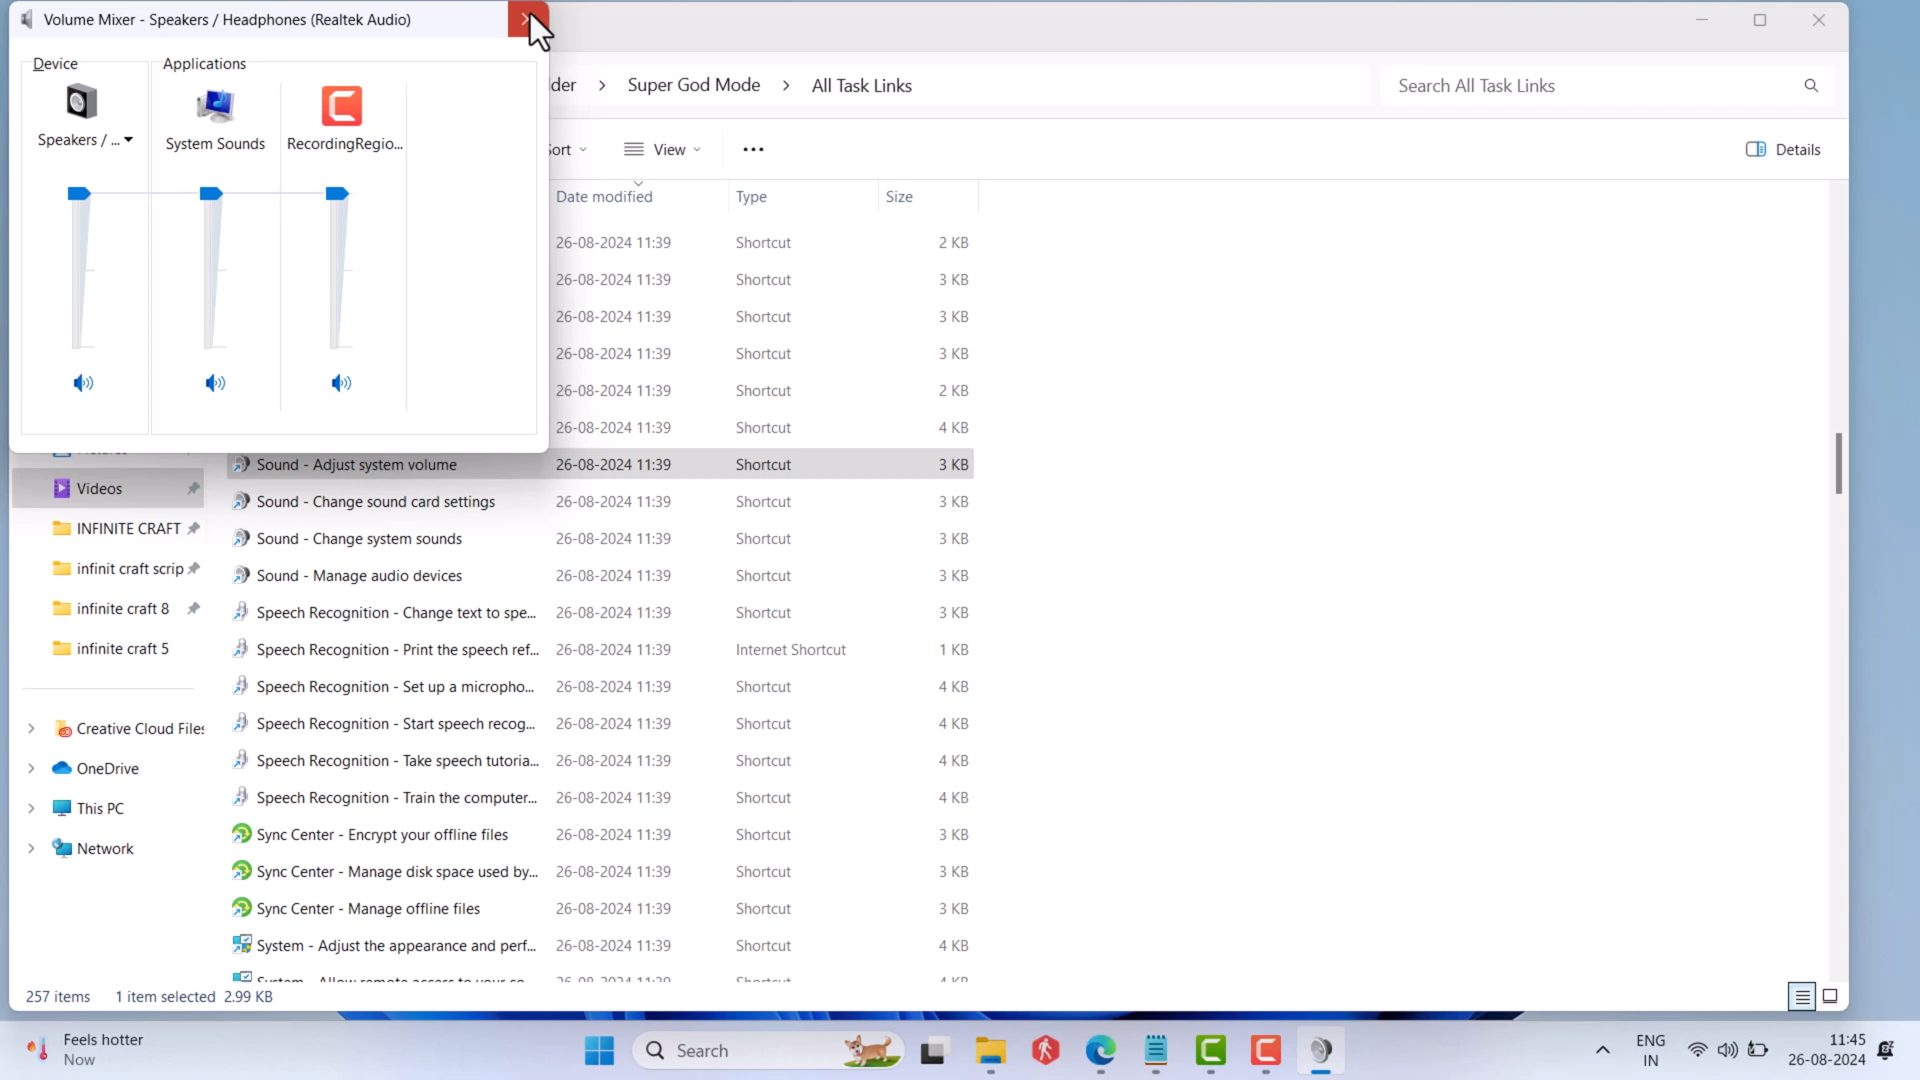 Volume Mixer - Speakers / Headphones (Realtek Audio)
Device
Applications
Speakers / ...
System Sounds
RecordingRegio...
Super God Mode > All Task Links
Search All Task Links
View
...
Details
Date modified Type Size
26-08-2024 11:39 Shortcut 2 KB
26-08-2024 11:39 Shortcut 3 KB
26-08-2024 11:39 Shortcut 3 KB
26-08-2024 11:39 Shortcut 3 KB
26-08-2024 11:39 Shortcut 2 KB
26-08-2024 11:39 Shortcut 4 KB
Sound - Adjust system volume 26-08-2024 11:39 Shortcut 3 KB
Sound - Change sound card settings 26-08-2024 11:39 Shortcut 3 KB
Sound - Change system sounds 26-08-2024 11:39 Shortcut 3 KB
Sound - Manage audio devices 26-08-2024 11:39 Shortcut 3 KB
Speech Recognition - Change text to spe... 26-08-2024 11:39 Shortcut 3 KB
Speech Recognition - Print the speech ref... 26-08-2024 11:39 Internet Shortcut 1 KB
Speech Recognition - Set up a micropho... 26-08-2024 11:39 Shortcut 4 KB
Speech Recognition - Start speech recog... 26-08-2024 11:39 Shortcut 4 KB
Speech Recognition - Take speech tutoria... 26-08-2024 11:39 Shortcut 4 KB
Speech Recognition - Train the computer... 26-08-2024 11:39 Shortcut 4 KB
Sync Center - Encrypt your offline files 26-08-2024 11:39 Shortcut 3 KB
Sync Center - Manage disk space used by... 26-08-2024 11:39 Shortcut 3 KB
Sync Center - Manage offline files 26-08-2024 11:39 Shortcut 3 KB
System - Adjust the appearance and perf... 26-08-2024 11:39 Shortcut 4 KB
Videos
INFINITE CRAFT
infinit craft scrip
infinite craft 8
infinite craft 5
Creative Cloud Files
OneDrive
This PC
Network
257 items 1 item selected 2.99 KB
Feels hotter
Now
Search
ENG
IN
11:45
26-08-2024